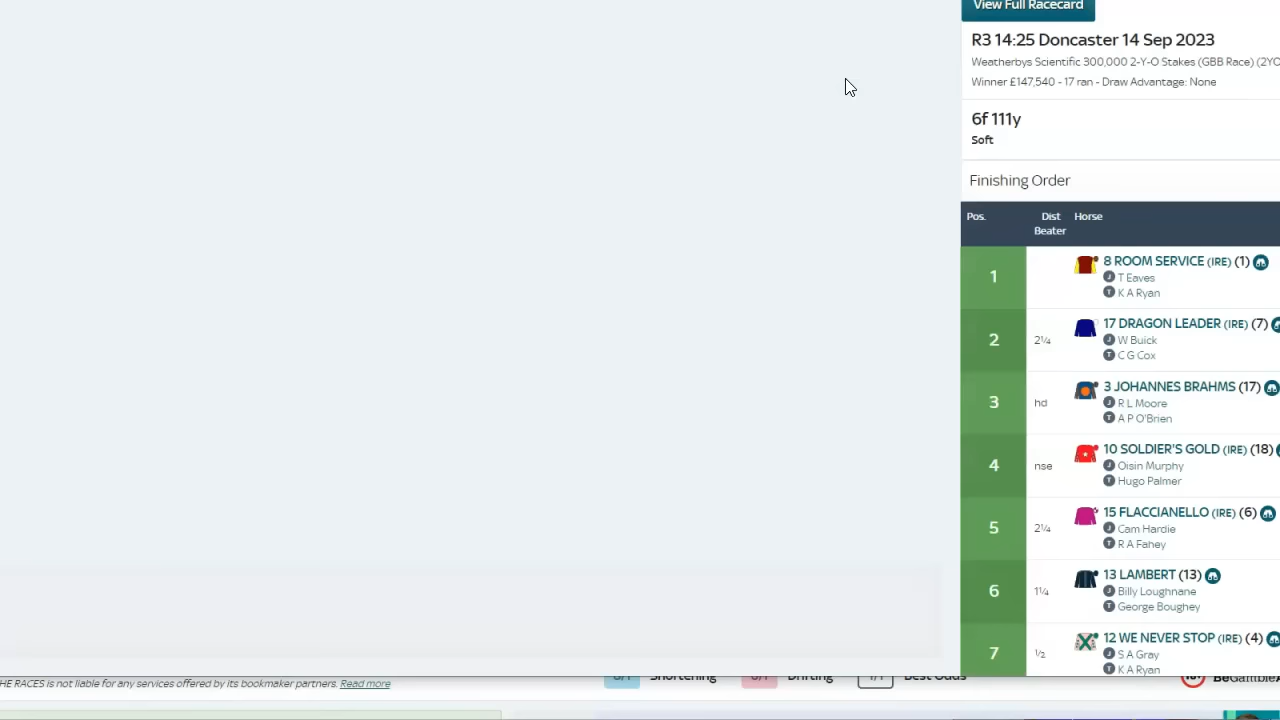 View Full Racecard
R3 14:25 Doncaster 14 Sep 2023
Weatherbys Scientific 300,000 2-Y-O Stakes (GBB Race) (2YO
Winner £147,540 - 17 ran - Draw Advantage: None
6f 111y
Soft
Finishing Order
Pos. Dist Beater Horse
1 8 ROOM SERVICE (IRE) (1)
J T Eaves
T K A Ryan
2 2¼ 17 DRAGON LEADER (IRE) (7)
J W Buick
T C G Cox
3 hd 3 JOHANNES BRAHMS (17)
J R L Moore
T A P O'Brien
4 nse 10 SOLDIER'S GOLD (IRE) (18)
J Oisin Murphy
T Hugo Palmer
5 2¼ 15 FLACCIANELLO (IRE) (6)
J Cam Hardie
T R A Fahey
6 1¼ 13 LAMBERT (13)
J Billy Loughnane
T George Boughey
7 ½ 12 WE NEVER STOP (IRE) (4)
J S A Gray
T K A Ryan
HE RACES is not liable for any services offered by its bookmaker partners. Read more
Shortening Drifting Best Odds